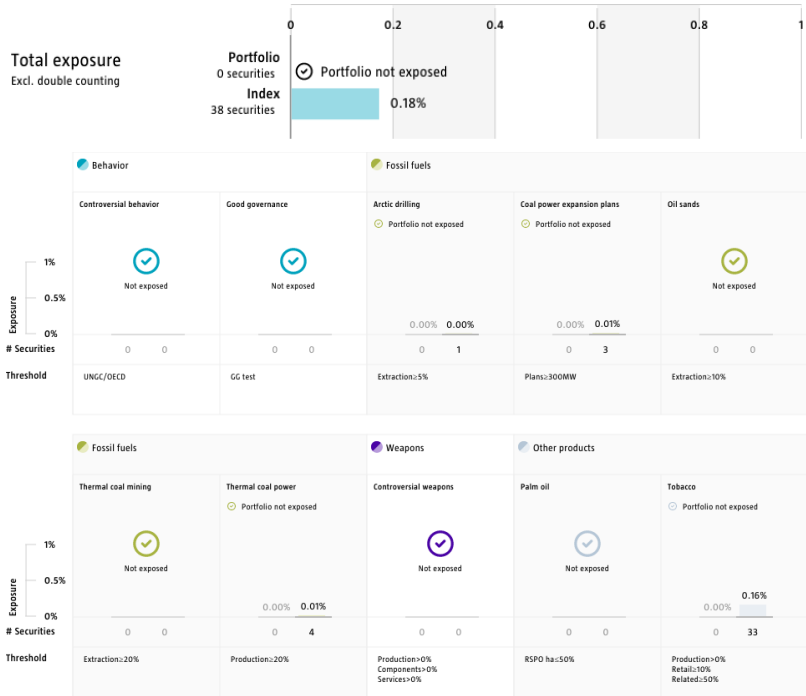 0 0.2 0.4 0.6 0.8 1
Total exposure
Excl. double counting
Portfolio
0 securities
Portfolio not exposed
Index
38 securities
0.18%
Behavior
Fossil fuels
Controversial behavior
Good governance
Arctic drilling
Coal power expansion plans
Oil sands
Portfolio not exposed
Portfolio not exposed
Not exposed
Not exposed
Not exposed
Exposure
1%
0.5%
0%
0.00% 0.00%
0.00% 0.01%
# Securities
0 0
0 0
0 1
0 3
0 0
Threshold
UNGC/OECD
GG test
Extraction≥5%
Plans≥300MW
Extraction≥10%
Fossil fuels
Weapons
Other products
Thermal coal mining
Thermal coal power
Controversial weapons
Palm oil
Tobacco
Portfolio not exposed
Portfolio not exposed
Not exposed
Not exposed
Not exposed
Exposure
1%
0.5%
0%
0.00% 0.01%
0.00% 0.16%
# Securities
0 0
0 4
0 0
0 0
0 33
Threshold
Extraction≥20%
Production≥20%
Production>0%
Components>0%
Services>0%
RSPO ha≤50%
Production>0%
Retail≥10%
Related≥50%